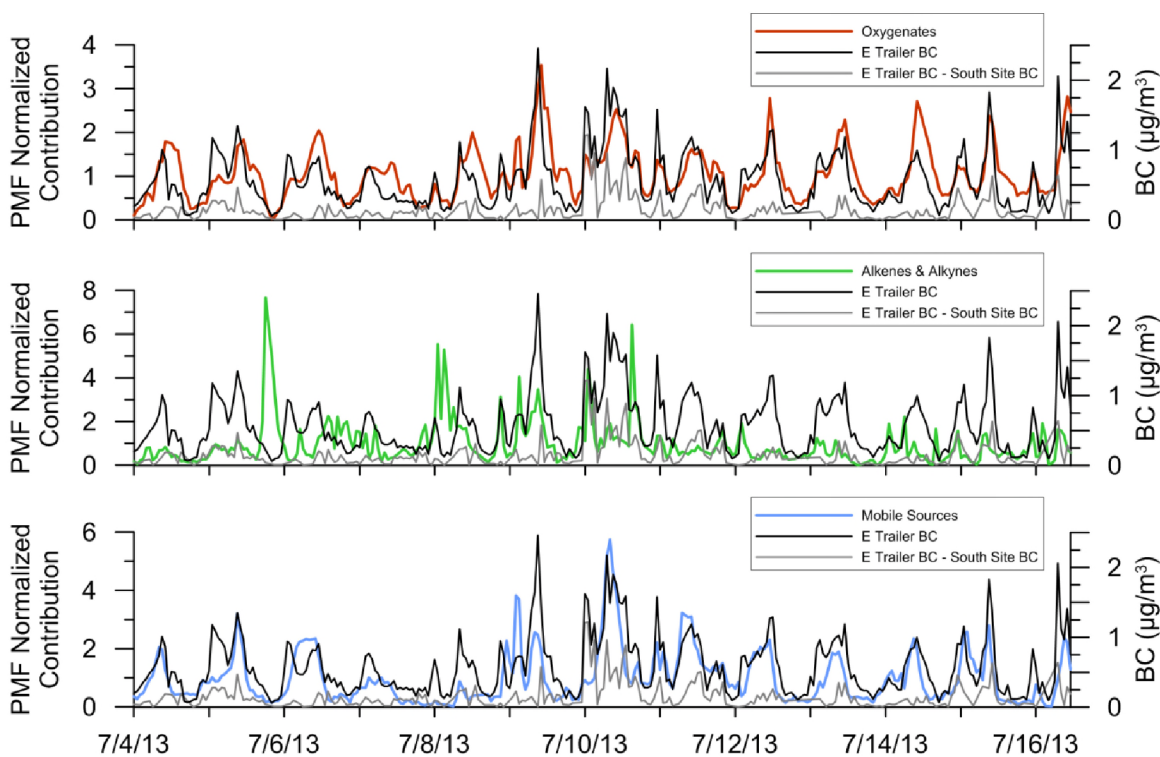 Oxygenates
E Trailer BC
E Trailer BC - South Site BC
PMF Normalized
Contribution
4
3
2
1
0
2
1
0
BC (µg/m³)
Alkenes & Alkynes
E Trailer BC
E Trailer BC - South Site BC
PMF Normalized
Contribution
8
6
4
2
0
2
1
0
BC (µg/m³)
Mobile Sources
E Trailer BC
E Trailer BC - South Site BC
PMF Normalized
Contribution
6
4
2
0
2
1
0
BC (µg/m³)
7/4/13 7/6/13 7/8/13 7/10/13 7/12/13 7/14/13 7/16/13